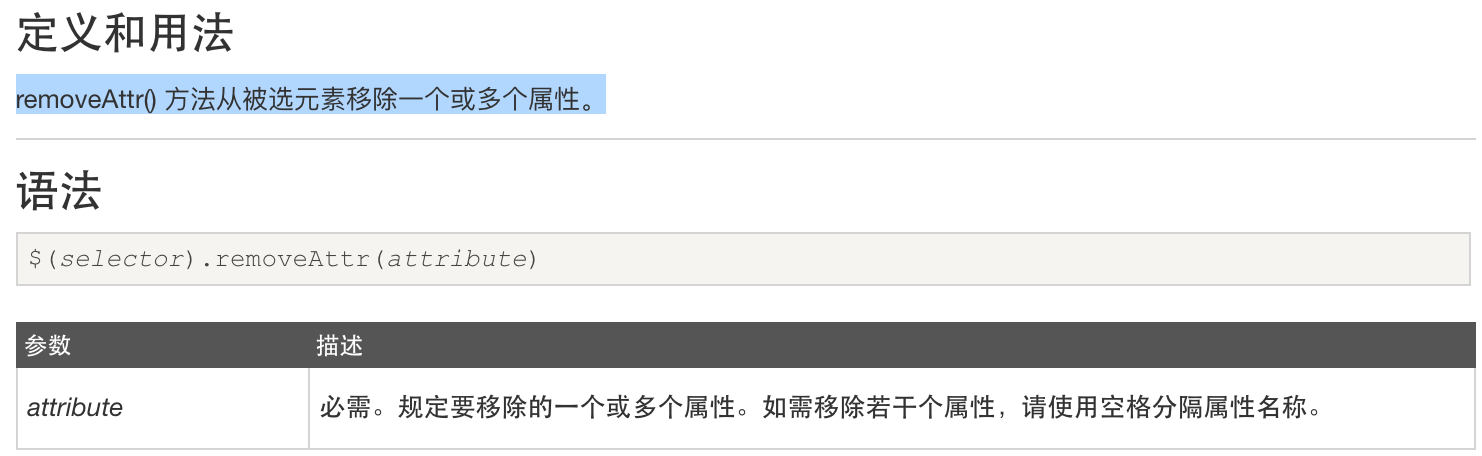 定义和用法
removeAttr() 方法从被选元素移除一个或多个属性。
语法
$(selector).removeAttr(attribute)
参数 描述
attribute 必需。规定要移除的一个或多个属性。如需移除若干个属性，请使用空格分隔属性名称。